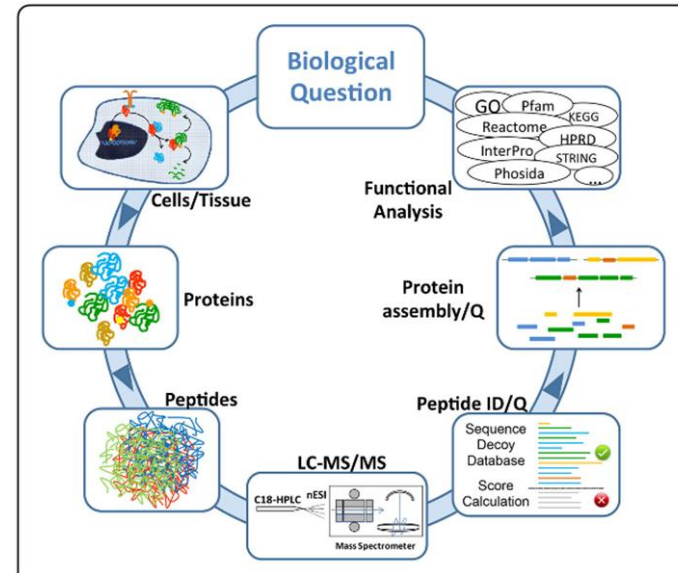 Biological
Question
Cells/Tissue
Proteins
Peptides
LC-MS/MS
C18-HPLC
nESI
Mass Spectrometer
Peptide ID/Q
Sequence
Decoy
Database
Score
Calculation
Protein
assembly/Q
Functional
Analysis
GO
Pfam
KEGG
Reactome
HPRD
InterPro
STRING
Phosida
...